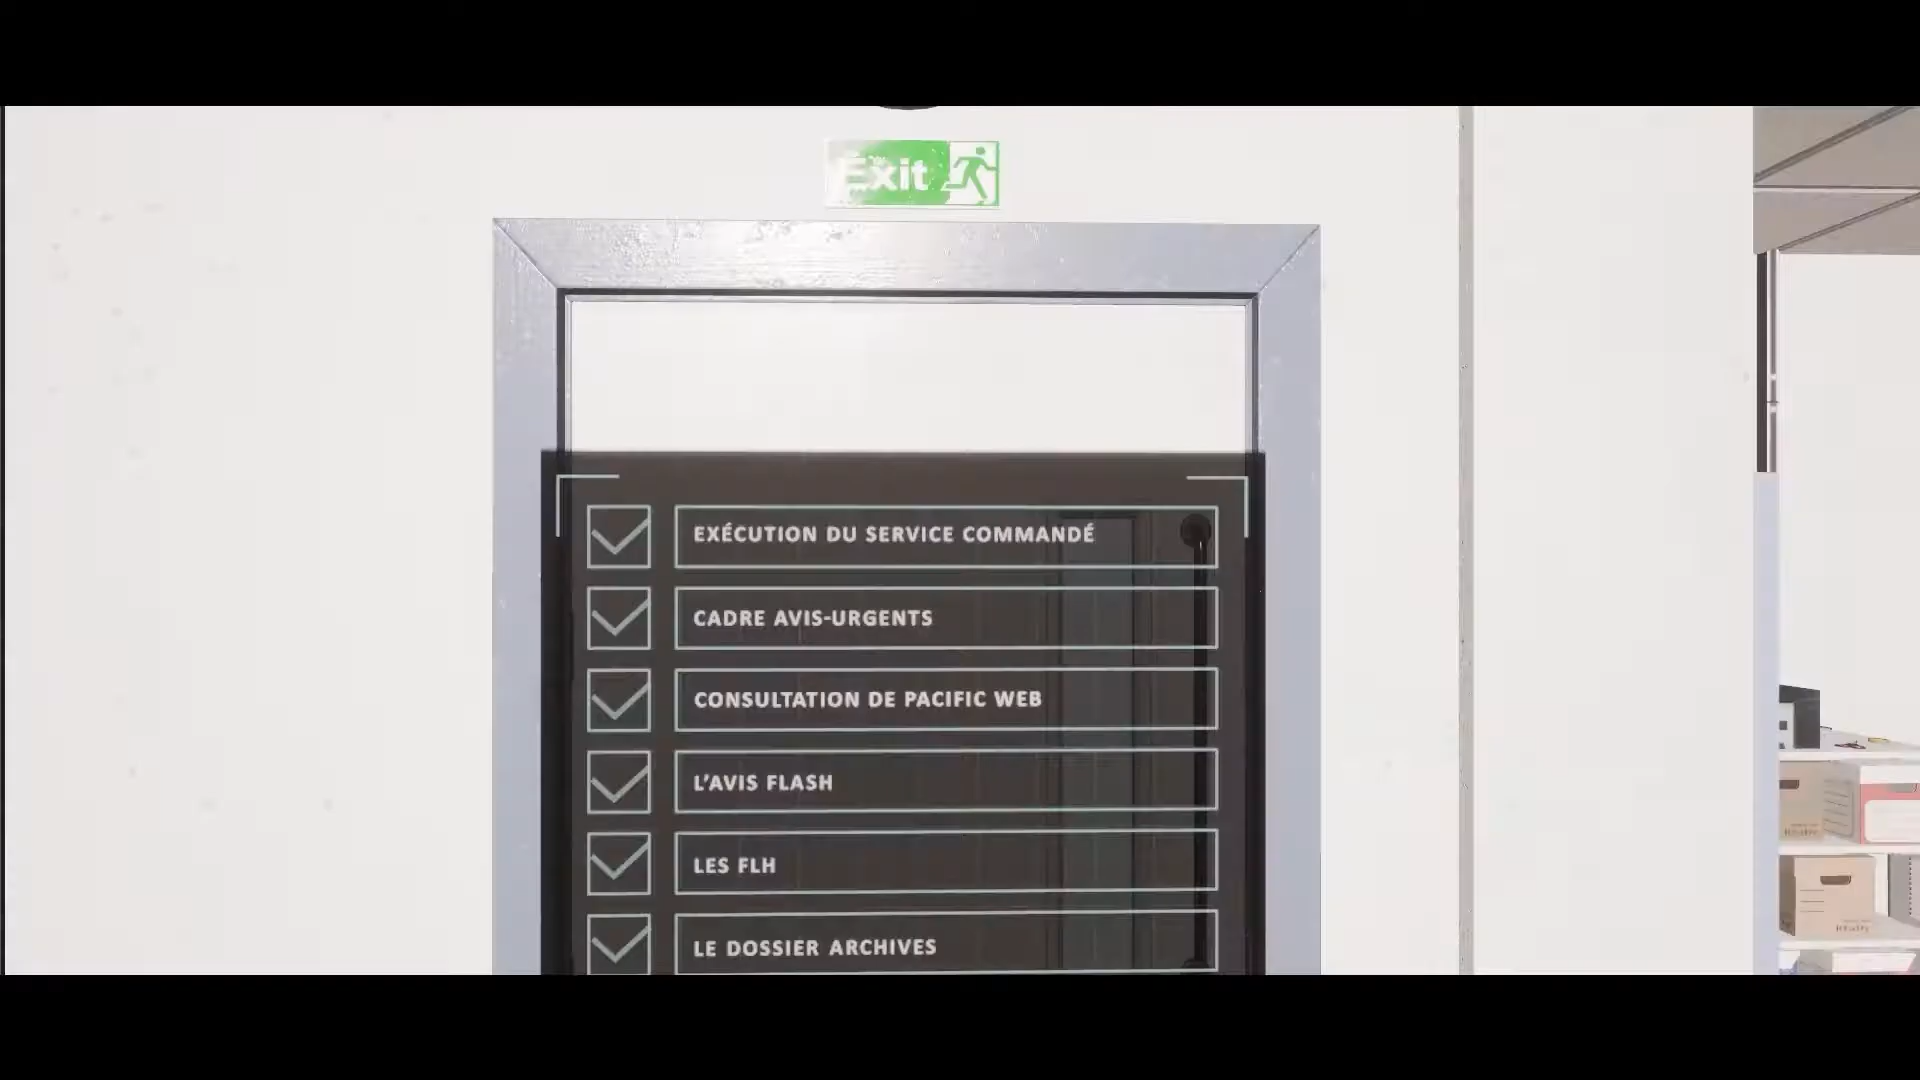 Exit
EXÉCUTION DU SERVICE COMMANDÉ
CADRE AVIS-URGENTS
CONSULTATION DE PACIFIC WEB
L'AVIS FLASH
LES FLH
LE DOSSIER ARCHIVES